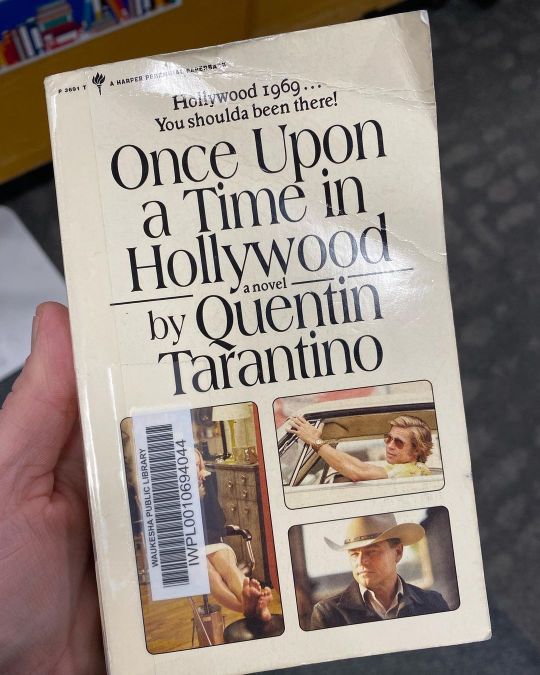 P 3691 T A HARPER PERENNIAL PAPERBACK
Hollywood 1969...
You shoulda been there!
Once Upon
a Time in
Hollywood
a novel
by Quentin
Tarantino
WAUKESHA PUBLIC LIBRARY
IWPL0010694044